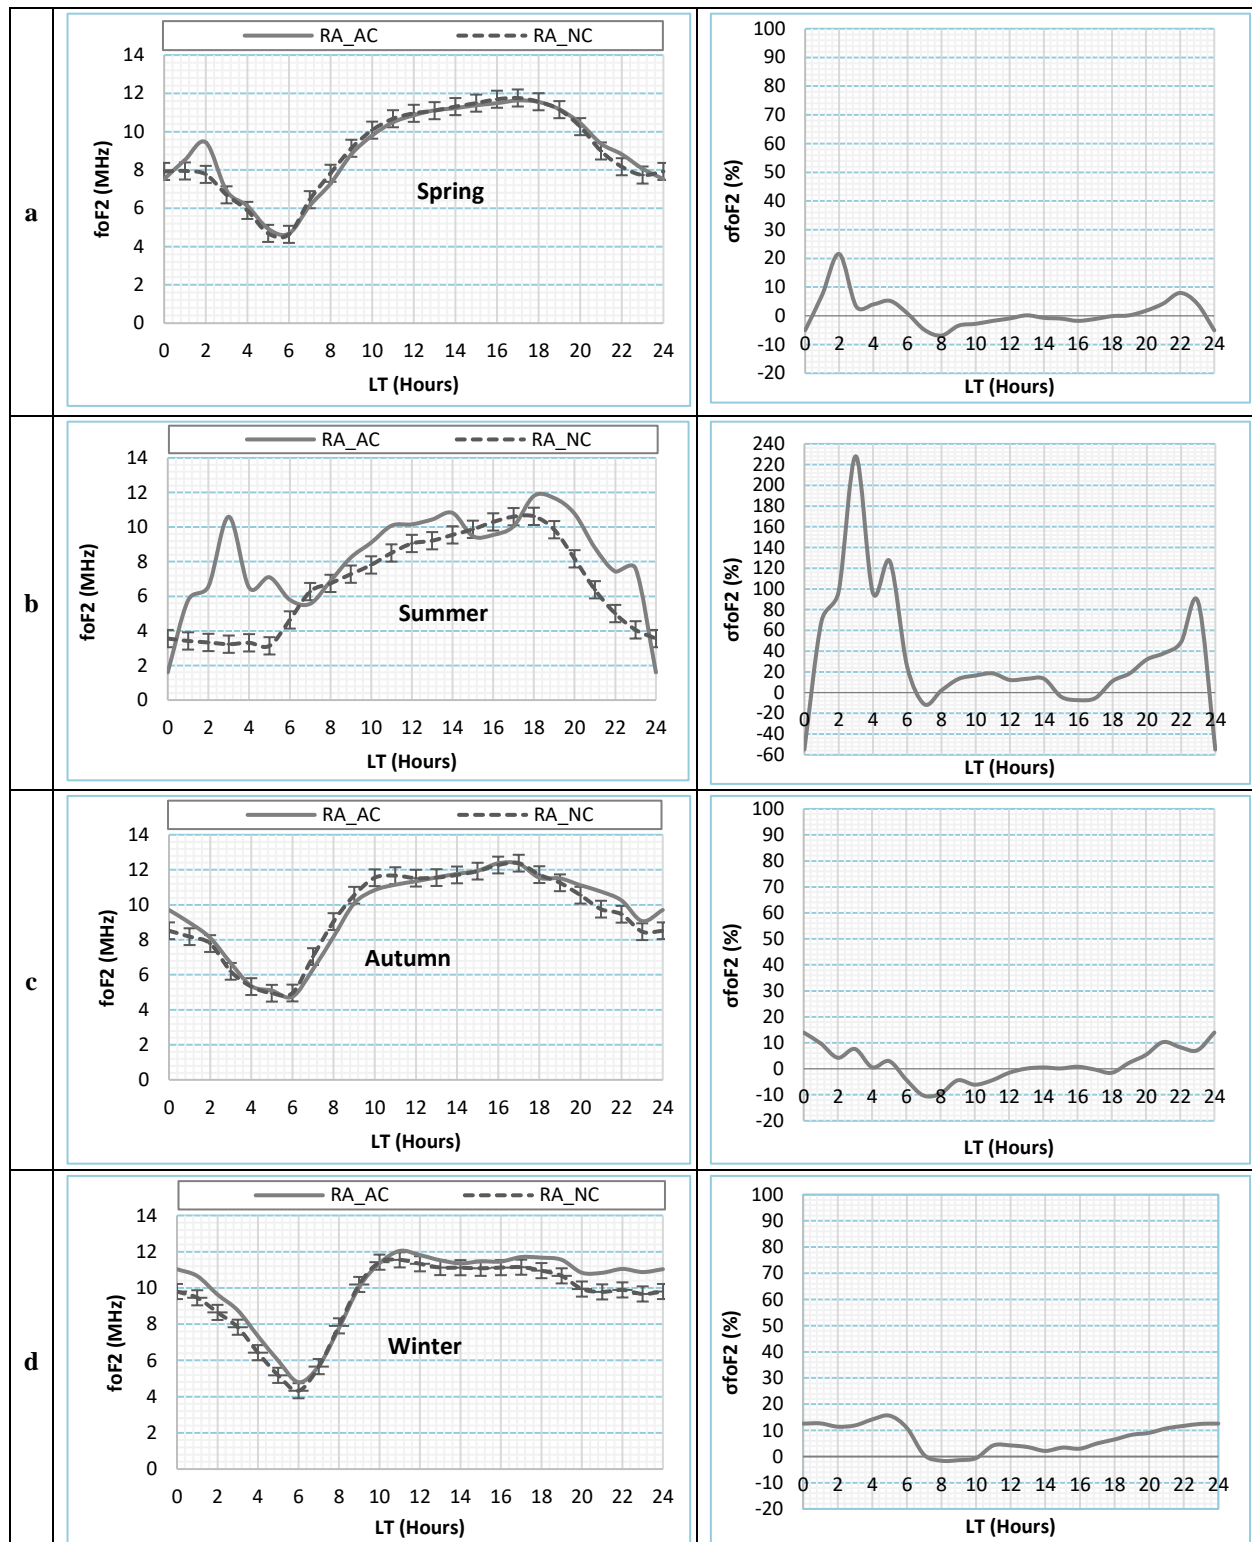 a
RA_AC RA_NC
14
12
10
8
6
4
2
0
foF2 (MHz)
Spring
0 2 4 6 8 10 12 14 16 18 20 22 24
LT (Hours)
100
90
80
70
60
50
40
30
20
10
0
-10
-20
σfoF2 (%)
0 2 4 6 8 10 12 14 16 18 20 22 24
LT (Hours)
b
RA_AC RA_NC
14
12
10
8
6
4
2
0
foF2 (MHz)
Summer
0 2 4 6 8 10 12 14 16 18 20 22 24
LT (Hours)
240
220
200
180
160
140
120
100
80
60
40
20
0
-20
-40
-60
σfoF2 (%)
0 2 4 6 8 10 12 14 16 18 20 22 24
LT (Hours)
c
RA_AC RA_NC
14
12
10
8
6
4
2
0
foF2 (MHz)
Autumn
0 2 4 6 8 10 12 14 16 18 20 22 24
LT (Hours)
100
90
80
70
60
50
40
30
20
10
0
-10
-20
σfoF2 (%)
0 2 4 6 8 10 12 14 16 18 20 22 24
LT (Hours)
d
RA_AC RA_NC
14
12
10
8
6
4
2
0
foF2 (MHz)
Winter
0 2 4 6 8 10 12 14 16 18 20 22 24
LT (Hours)
100
90
80
70
60
50
40
30
20
10
0
-10
-20
σfoF2 (%)
0 2 4 6 8 10 12 14 16 18 20 22 24
LT (Hours)